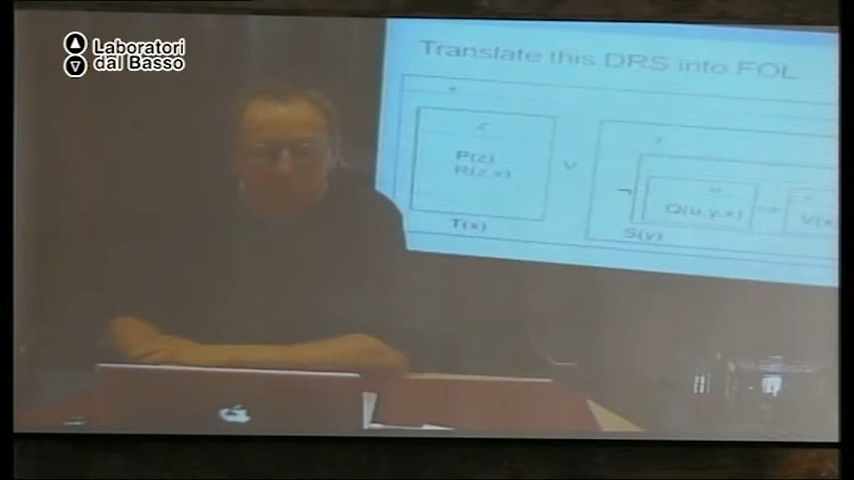 Laboratori
dal Basso
Translate this DRS into FOL
x
z
P(z)
R(z,x)
V
T(x)
Q(u,y,x)
S(y)